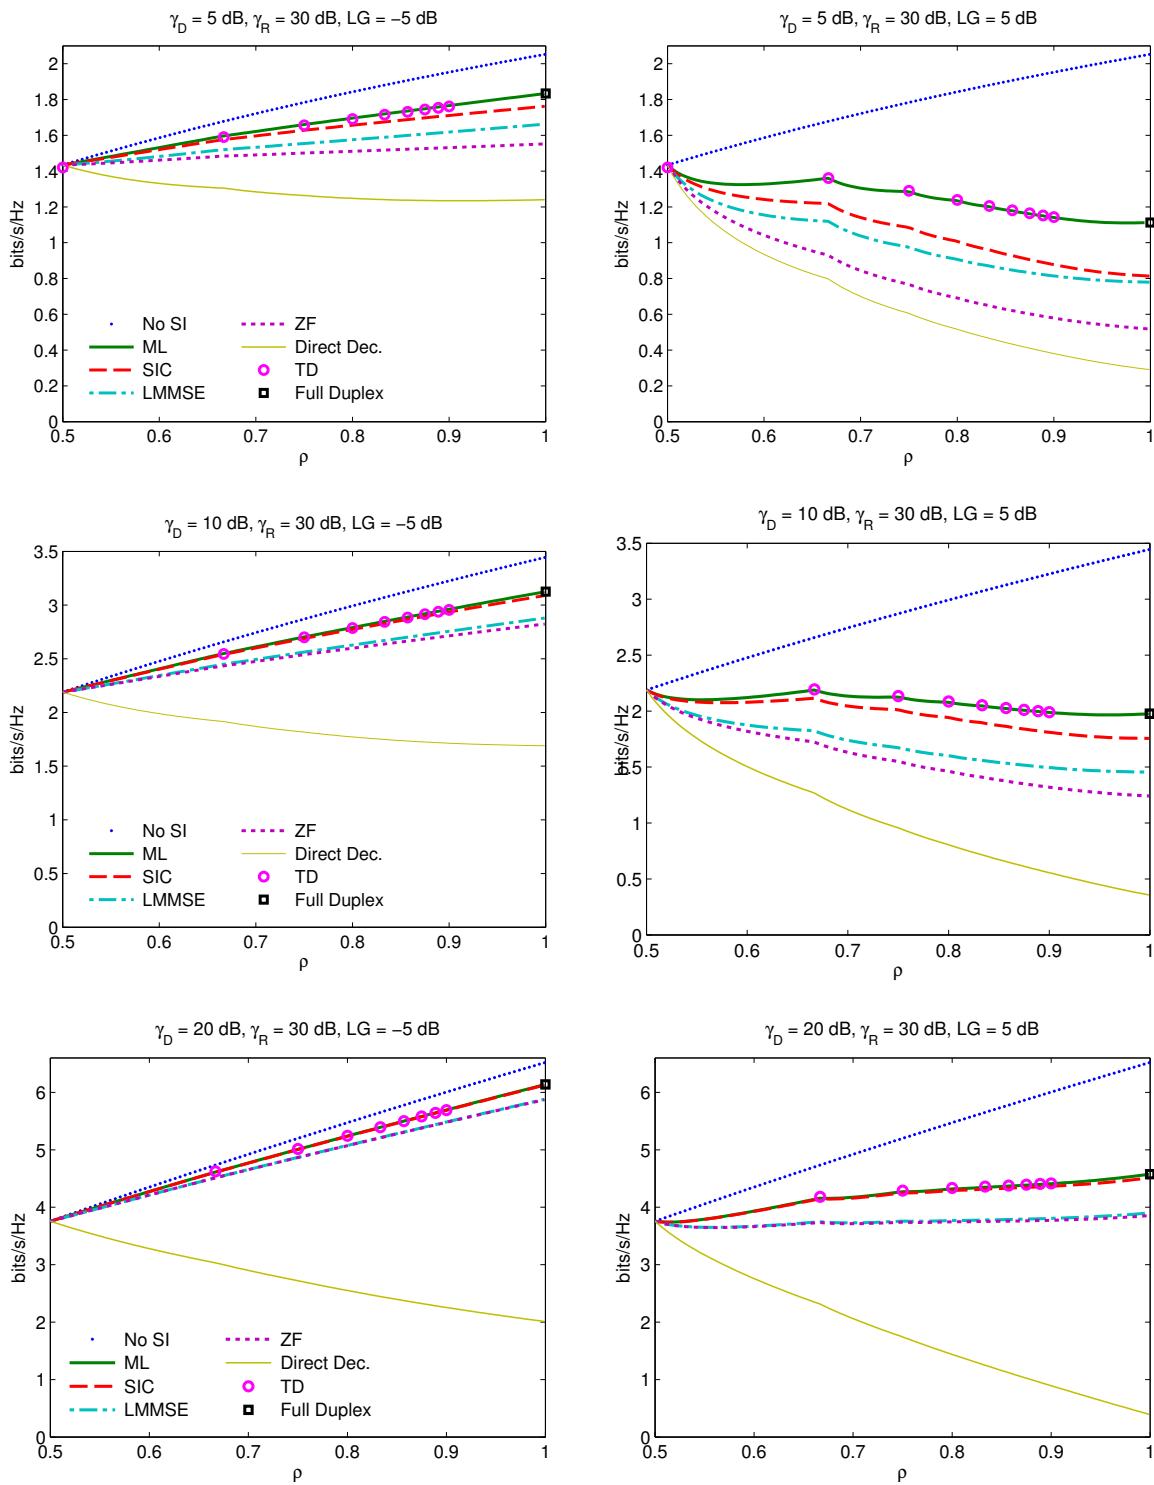 γD = 5 dB, γR = 30 dB, LG = −5 dB
2
1.8
1.6
1.4
1.2
1
0.8
0.6
0.4
0.2
0
bits/s/Hz
No SI
ML
SIC
LMMSE
ZF
Direct Dec.
TD
Full Duplex
0.5 0.6 0.7 0.8 0.9 1
ρ
γD = 5 dB, γR = 30 dB, LG = 5 dB
2
1.8
1.6
1.4
1.2
1
0.8
0.6
0.4
0.2
0
bits/s/Hz
0.5 0.6 0.7 0.8 0.9 1
ρ
γD = 10 dB, γR = 30 dB, LG = −5 dB
3.5
3
2.5
2
1.5
1
0.5
0
bits/s/Hz
No SI
ML
SIC
LMMSE
ZF
Direct Dec.
TD
Full Duplex
0.5 0.6 0.7 0.8 0.9 1
ρ
γD = 10 dB, γR = 30 dB, LG = 5 dB
3.5
3
2.5
2
1.5
1
0.5
0
bits/s/Hz
0.5 0.6 0.7 0.8 0.9 1
ρ
γD = 20 dB, γR = 30 dB, LG = −5 dB
6
5
4
3
2
1
0
bits/s/Hz
No SI
ML
SIC
LMMSE
ZF
Direct Dec.
TD
Full Duplex
0.5 0.6 0.7 0.8 0.9 1
ρ
γD = 20 dB, γR = 30 dB, LG = 5 dB
6
5
4
3
2
1
0
bits/s/Hz
0.5 0.6 0.7 0.8 0.9 1
ρ